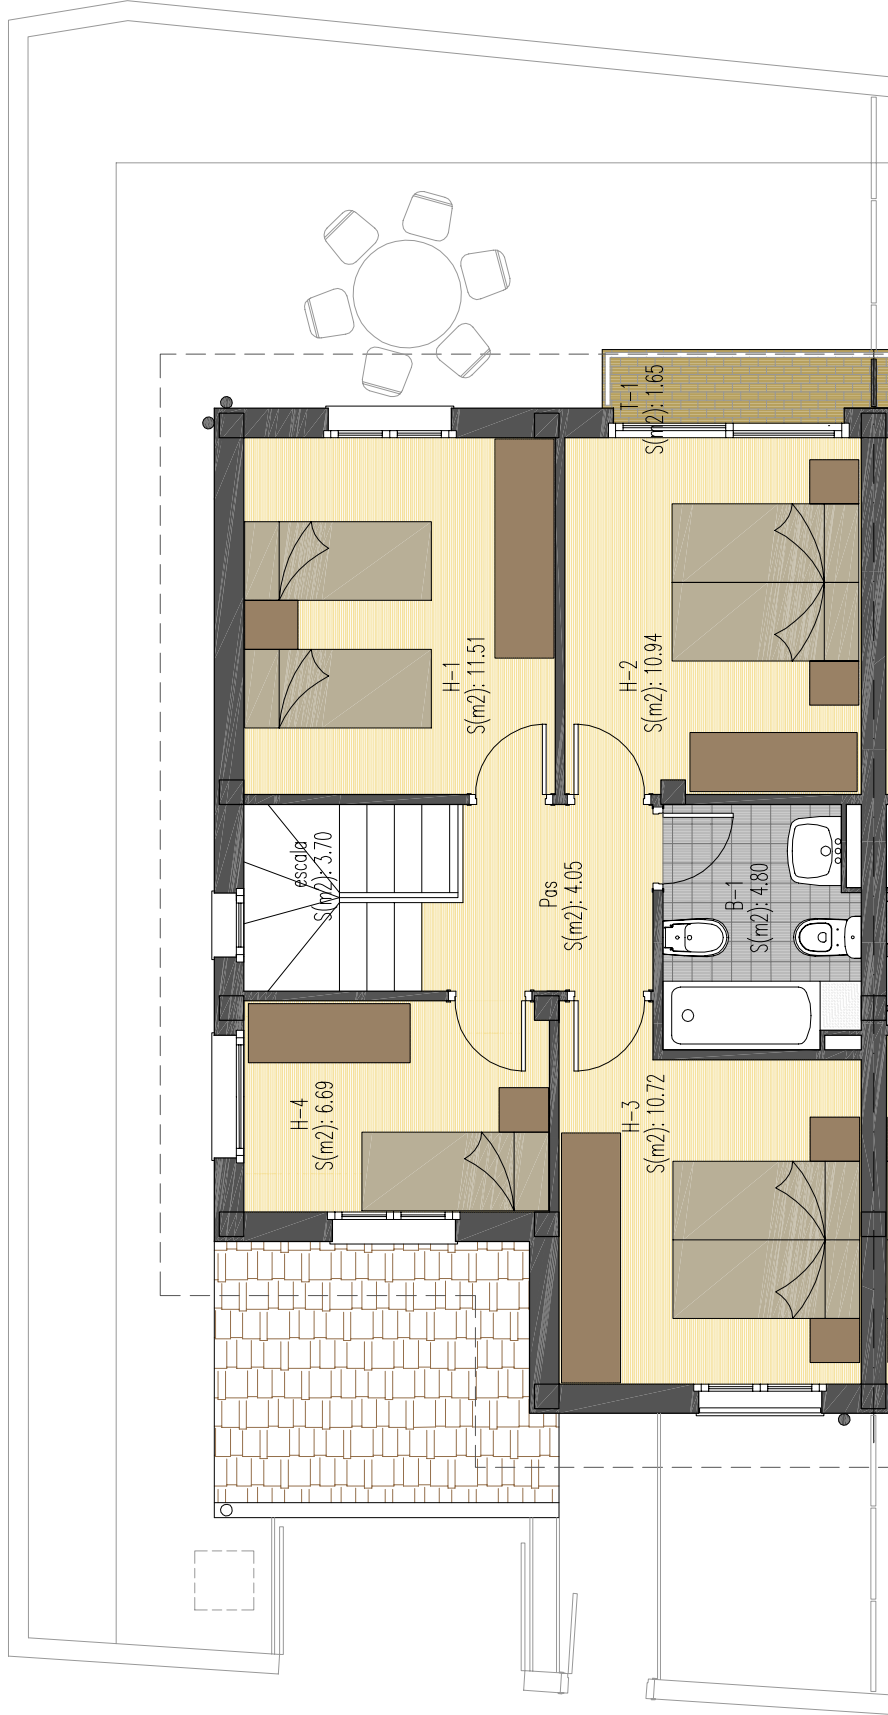 T-1
S(m2): 1.65
H-1
S(m2): 11.51
H-2
S(m2): 10.94
escala
S(m2): 3.70
Pas
S(m2): 4.05
B-1
S(m2): 4.80
H-4
S(m2): 6.69
H-3
S(m2): 10.72